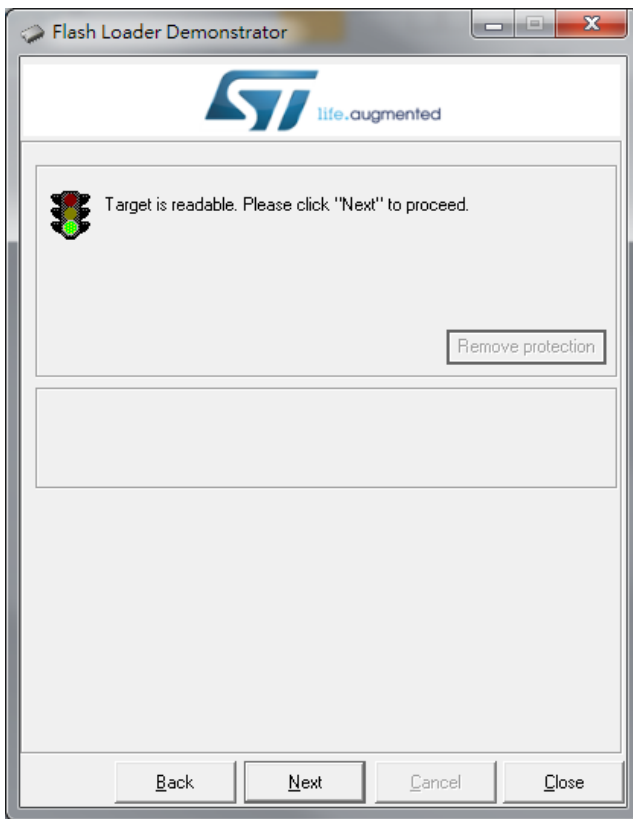 Flash Loader Demonstrator
ST life.augmented
Target is readable. Please click "Next" to proceed.
Remove protection
Back Next Cancel Close